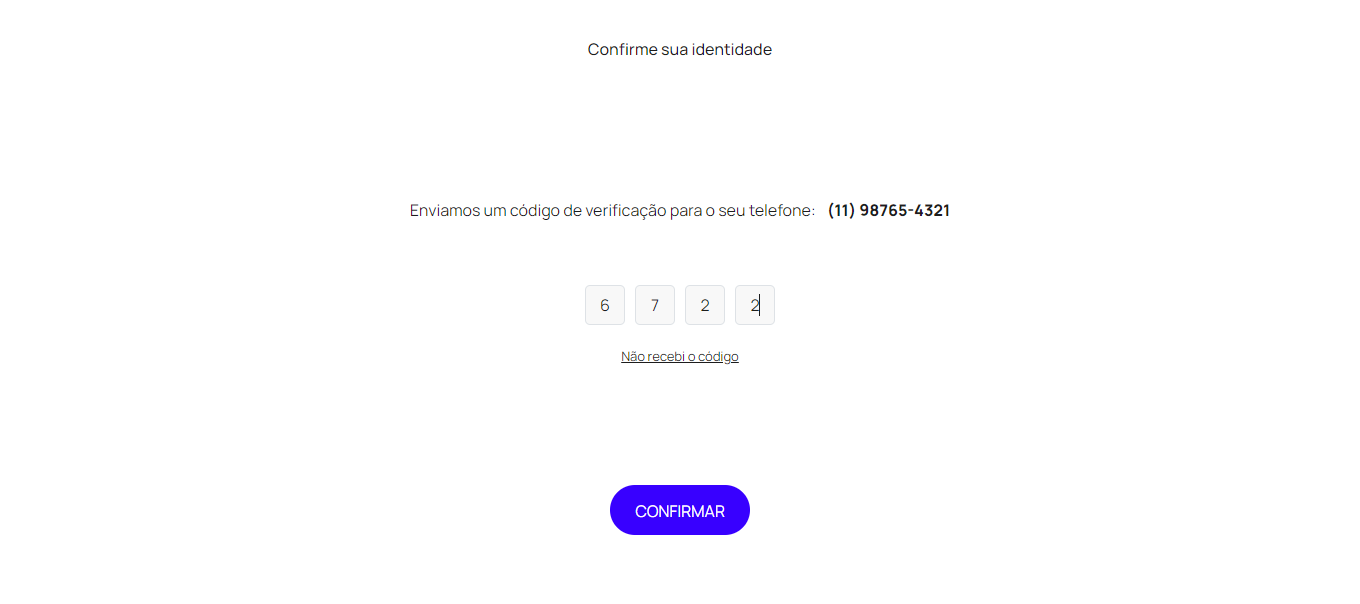 Confirme sua identidade
Enviamos um código de verificação para o seu telefone: (11) 98765-4321
6 7 2 2
Não recebi o código
CONFIRMAR